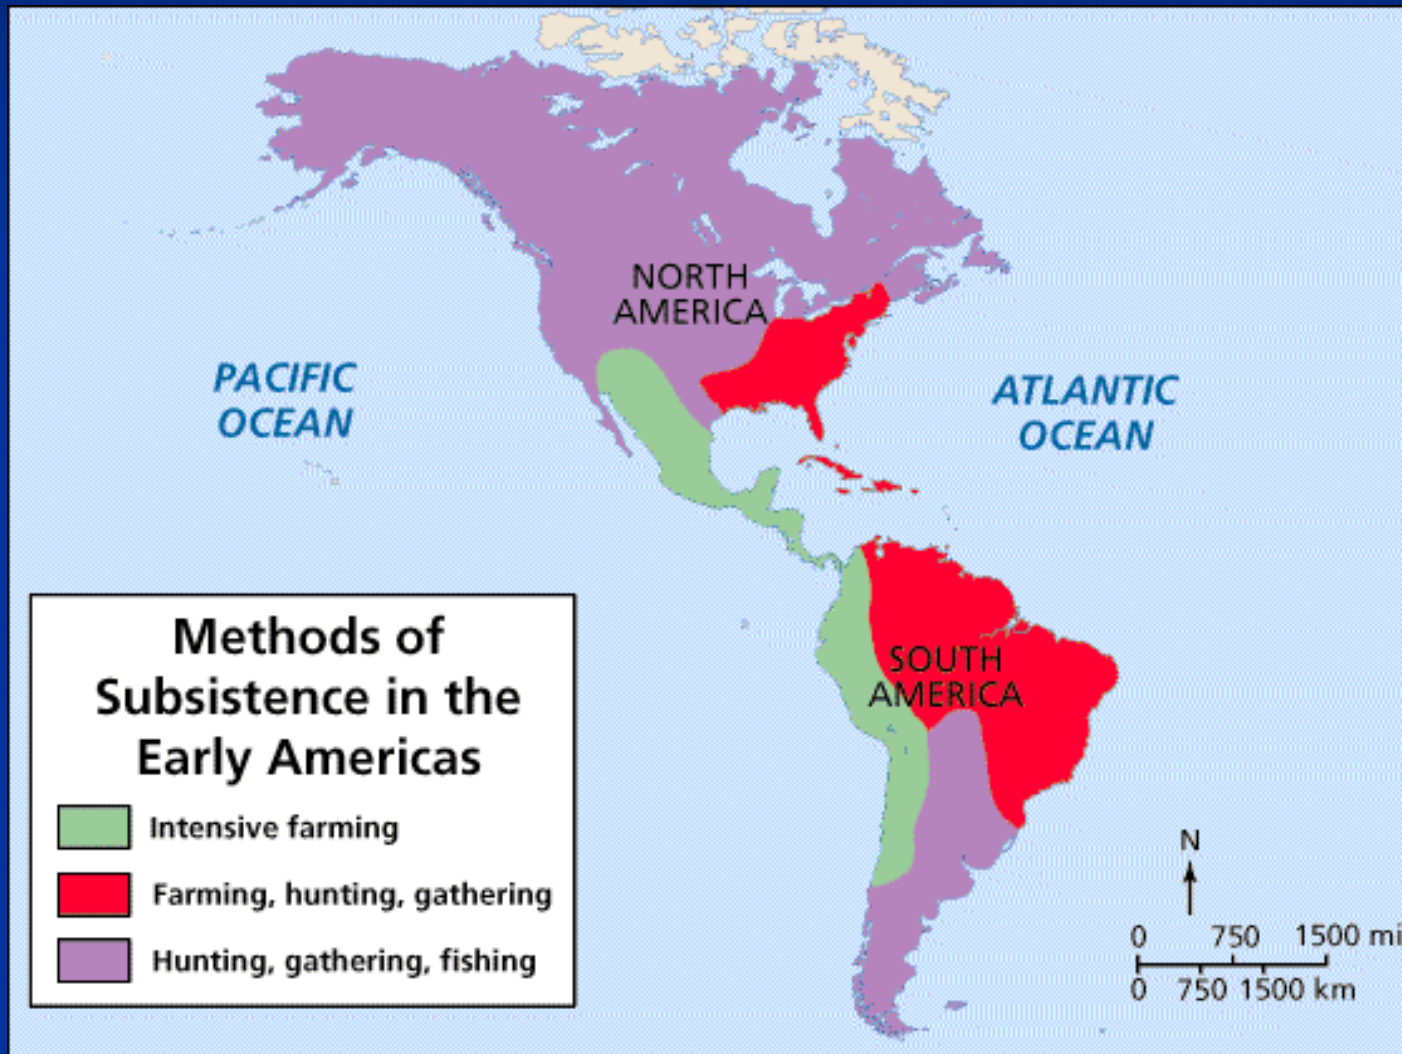 NORTH
AMERICA
PACIFIC
OCEAN
ATLANTIC
OCEAN
SOUTH
AMERICA
Methods of
Subsistence in the
Early Americas
Intensive farming
Farming, hunting, gathering
Hunting, gathering, fishing
N
0 750 1500 mi
0 750 1500 km